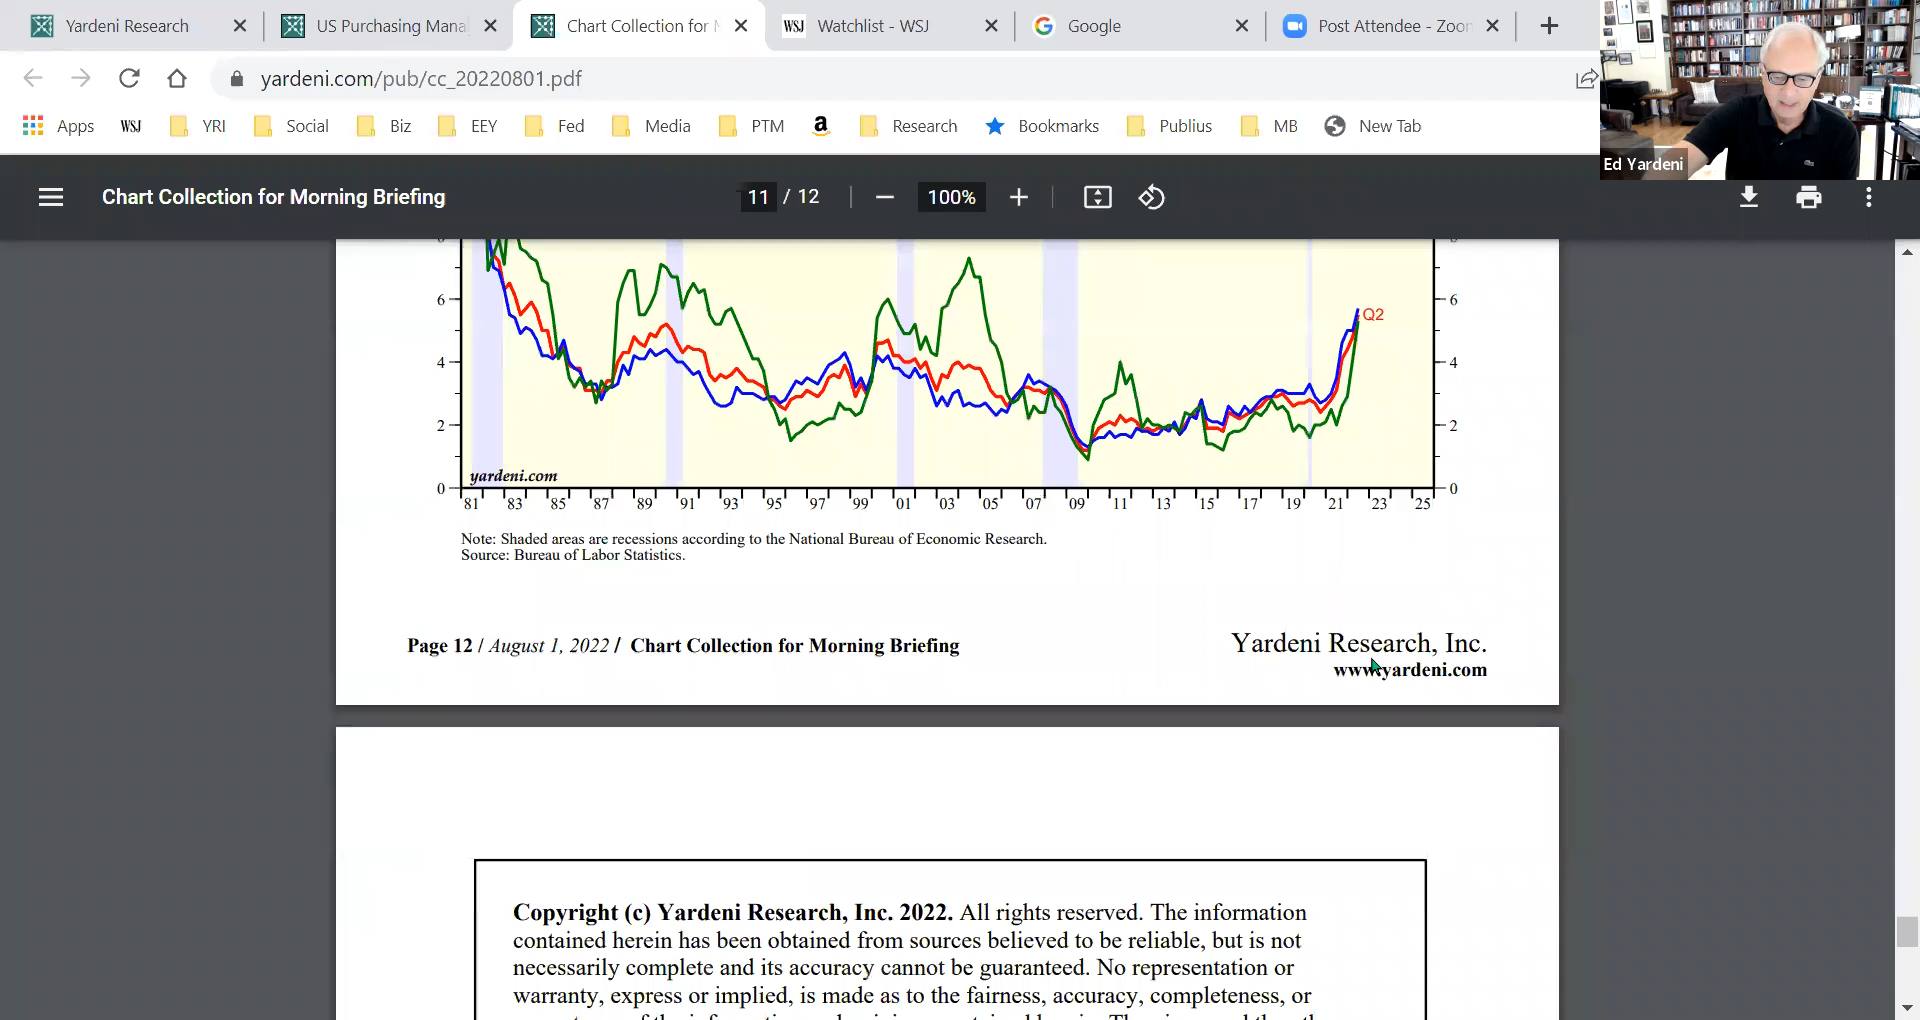 Yardeni Research
US Purchasing Mana
Chart Collection for M
WSJ Watchlist - WSJ
Google
Post Attendee - Zoom
yardeni.com/pub/cc_20220801.pdf
Apps WSJ YRI Social Biz EEY Fed Media PTM a Research Bookmarks Publius MB New Tab
Ed Yardeni
Chart Collection for Morning Briefing
11 / 12
100%
6 6
Q2
4 4
2 2
yardeni.com
0 0
81 83 85 87 89 91 93 95 97 99 01 03 05 07 09 11 13 15 17 19 21 23 25
Note: Shaded areas are recessions according to the National Bureau of Economic Research.
Source: Bureau of Labor Statistics.
Page 12 / August 1, 2022 / Chart Collection for Morning Briefing
Yardeni Research, Inc.
www.yardeni.com
Copyright (c) Yardeni Research, Inc. 2022. All rights reserved. The information
contained herein has been obtained from sources believed to be reliable, but is not
necessarily complete and its accuracy cannot be guaranteed. No representation or
warranty, express or implied, is made as to the fairness, accuracy, completeness, or